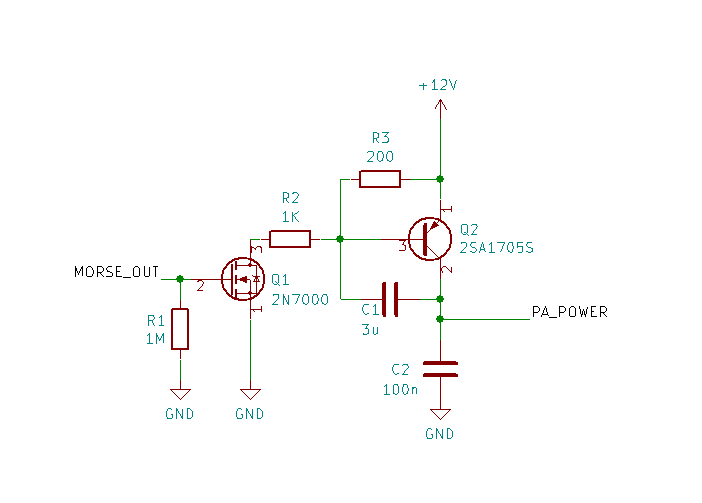 +12V
R3
200
R2
1K
1
Q2
2SA1705S
3
3
2
MORSE_OUT
2
Q1
2N7000
1
C1
3u
PA_POWER
R1
1M
C2
100n
GND
GND
GND